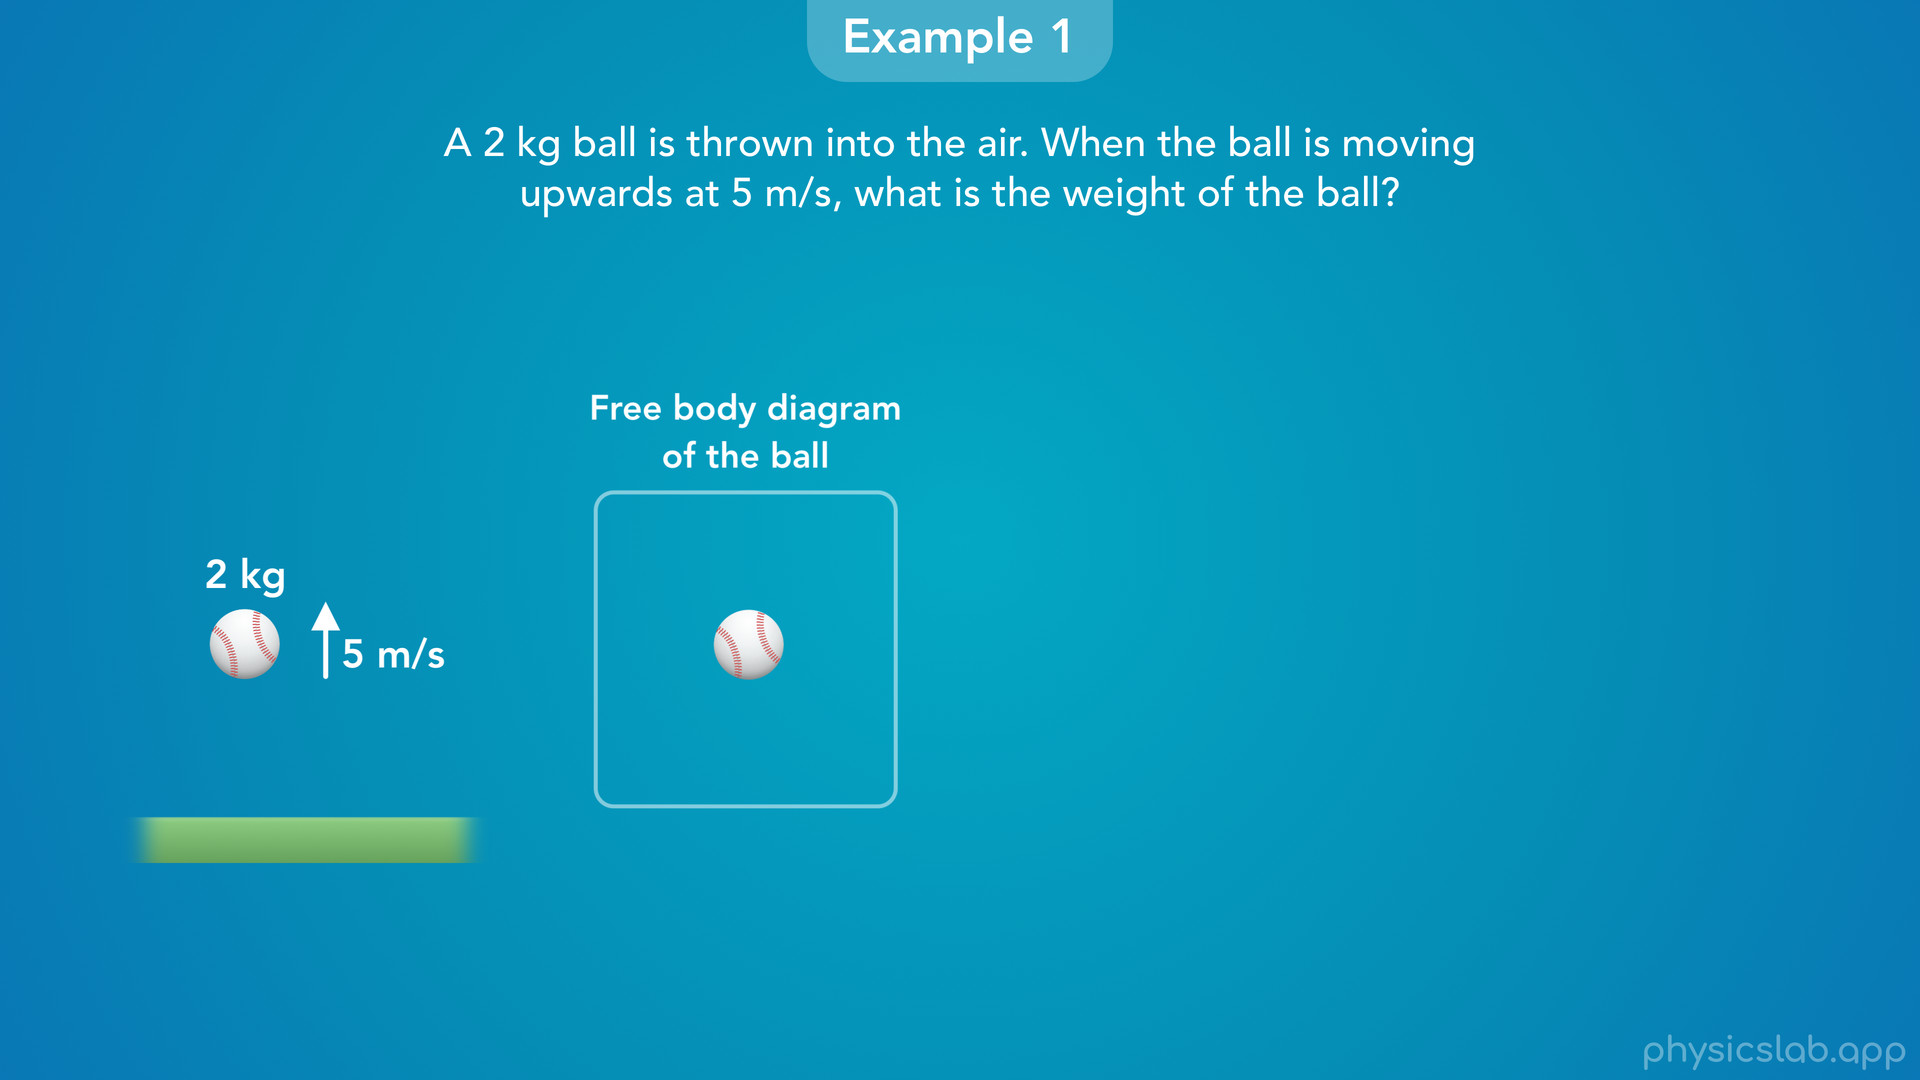 Example 1
A 2 kg ball is thrown into the air. When the ball is moving
upwards at 5 m/s, what is the weight of the ball?
Free body diagram
of the ball
2 kg
5 m/s
physicslab.app